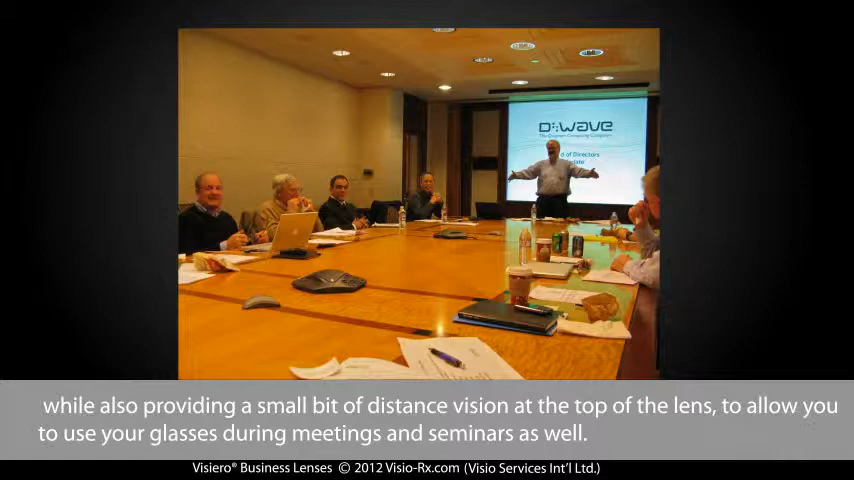 D:wave
The Quantum Computing Company
d of Directors
date
while also providing a small bit of distance vision at the top of the lens, to allow you
to use your glasses during meetings and seminars as well.
Visiero® Business Lenses © 2012 Visio-Rx.com (Visio Services Int'l Ltd.)